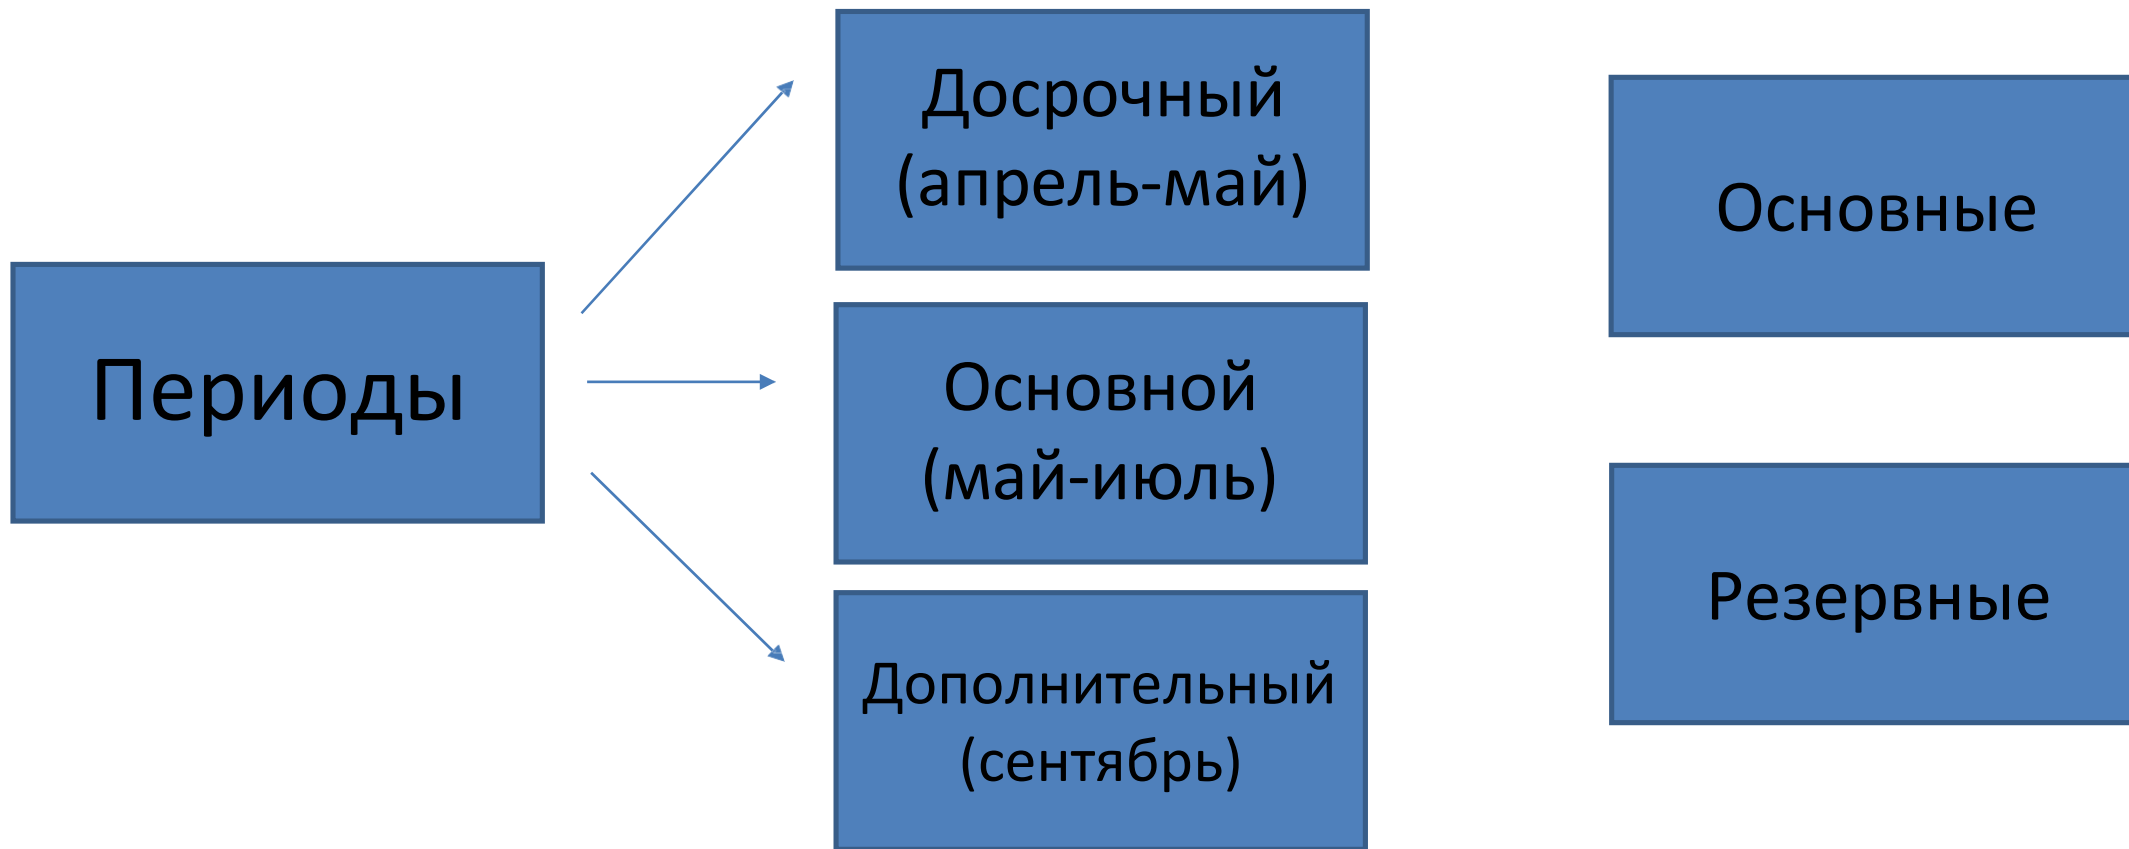 Периоды
Досрочный
(апрель-май)
Основной
(май-июль)
Дополнительный
(сентябрь)
Основные
Резервные